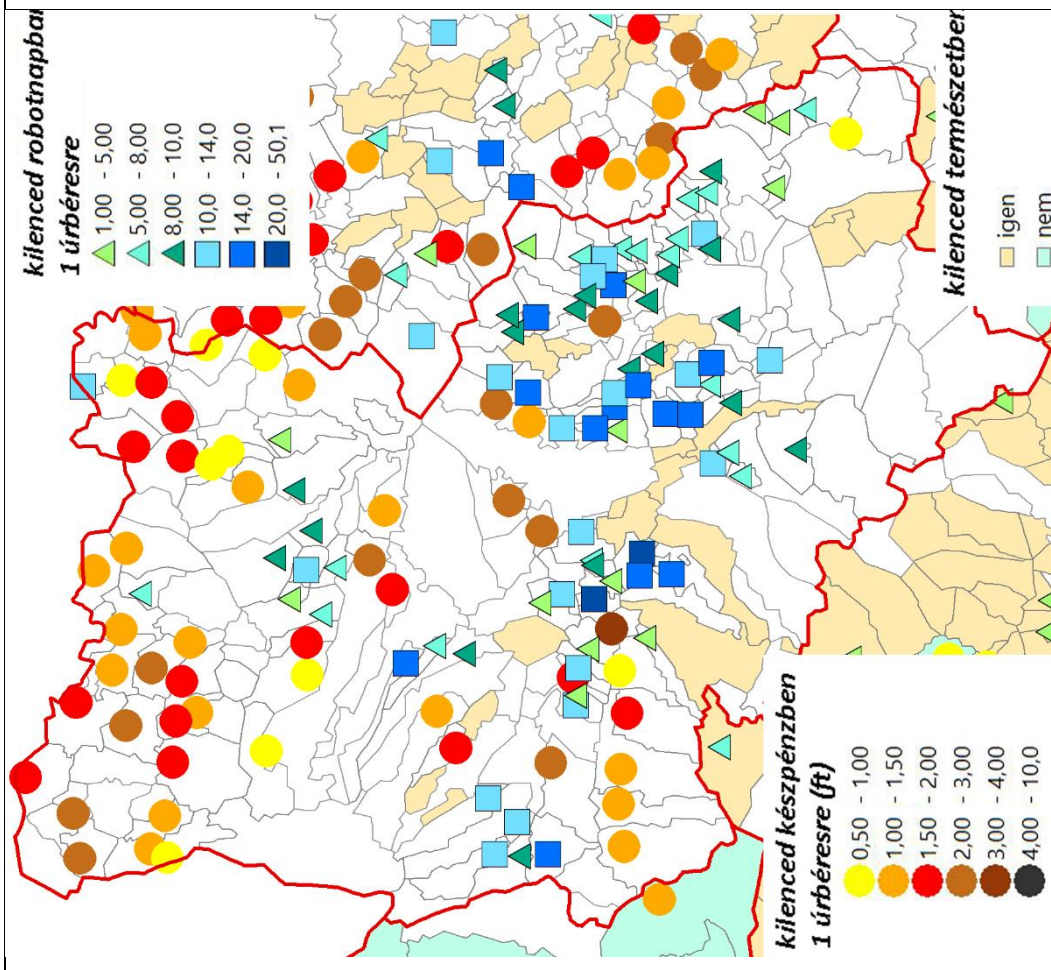 kilenced robotnapban
1 úrbéresre
1,00 - 5,00
5,00 - 8,00
8,00 - 10,0
10,0 - 14,0
14,0 - 20,0
20,0 - 50,1
kilenced készpénzben
1 úrbéresre (ft)
0,50 - 1,00
1,00 - 1,50
1,50 - 2,00
2,00 - 3,00
3,00 - 4,00
4,00 - 10,0
kilenced természetben
igen
nem